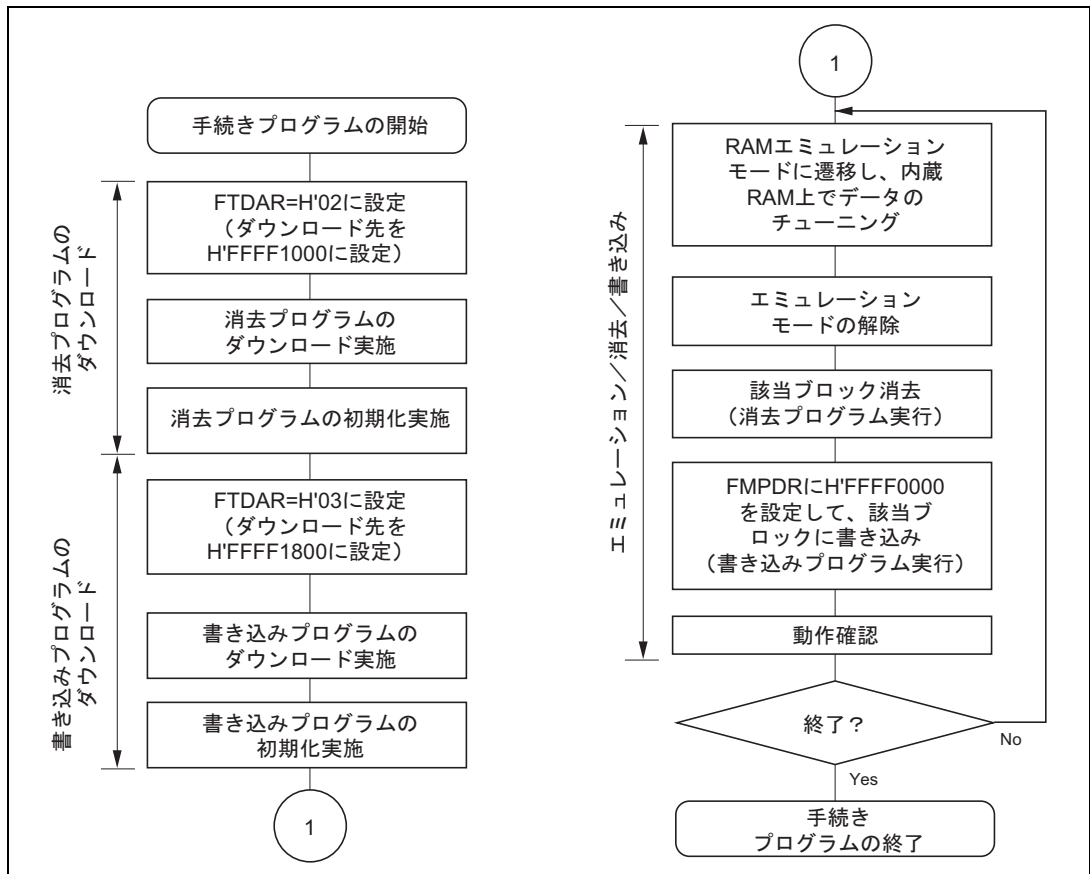 手続きプログラムの開始
消去プログラムの
ダウンロード
FTDAR=H'02に設定
（ダウンロード先を
H'FFFF1000に設定）
消去プログラムの
ダウンロード実施
消去プログラムの初期化実施
書き込みプログラムの
ダウンロード
FTDAR=H'03に設定
（ダウンロード先を
H'FFFF1800に設定）
書き込みプログラムの
ダウンロード実施
書き込みプログラムの
初期化実施
1
1
エミュレーション／消去／書き込み
RAMエミュレーション
モードに遷移し、内蔵
RAM上でデータの
チューニング
エミュレーション
モードの解除
該当ブロック消去
（消去プログラム実行）
FMPDRにH'FFFF0000
を設定して、該当ブ
ロックに書き込み
（書き込みプログラム実行）
動作確認
終了？
No
Yes
手続き
プログラムの終了